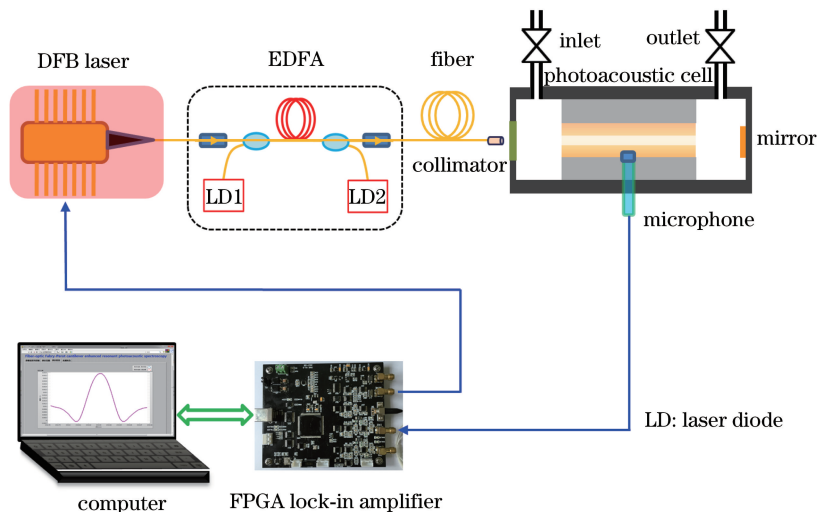 inlet
outlet
DFB laser
EDFA
fiber
photoacoustic cell
collimator
mirror
LD1
LD2
microphone
LD: laser diode
computer
FPGA lock-in amplifier